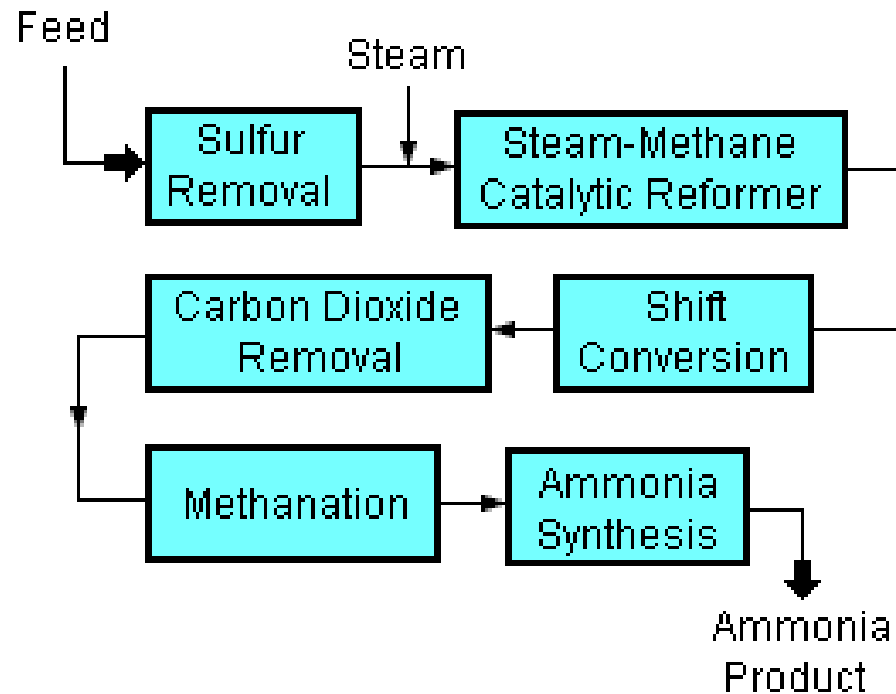 Feed
Steam
Sulfur
Removal
Steam-Methane
Catalytic Reformer
Carbon Dioxide
Removal
Shift
Conversion
Methanation
Ammonia
Synthesis
Ammonia
Product